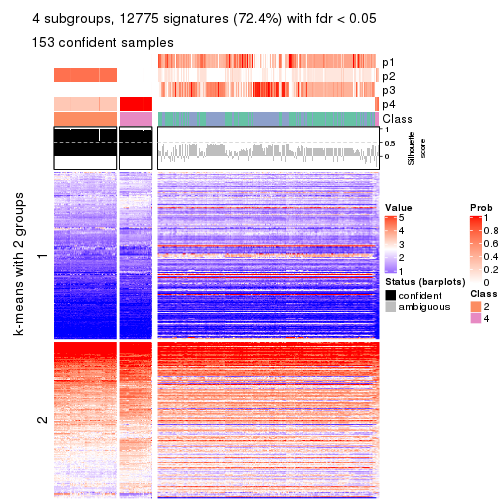 4 subgroups, 12775 signatures (72.4%) with fdr < 0.05
153 confident samples
p1
p2
p3
p4
Class
1
0.5
0
Silhouette
score
k-means with 2 groups
1
2
Value
5
4
3
2
1
Status (barplots)
confident
ambiguous
Prob
1
0.8
0.6
0.4
0.2
0
Class
2
4